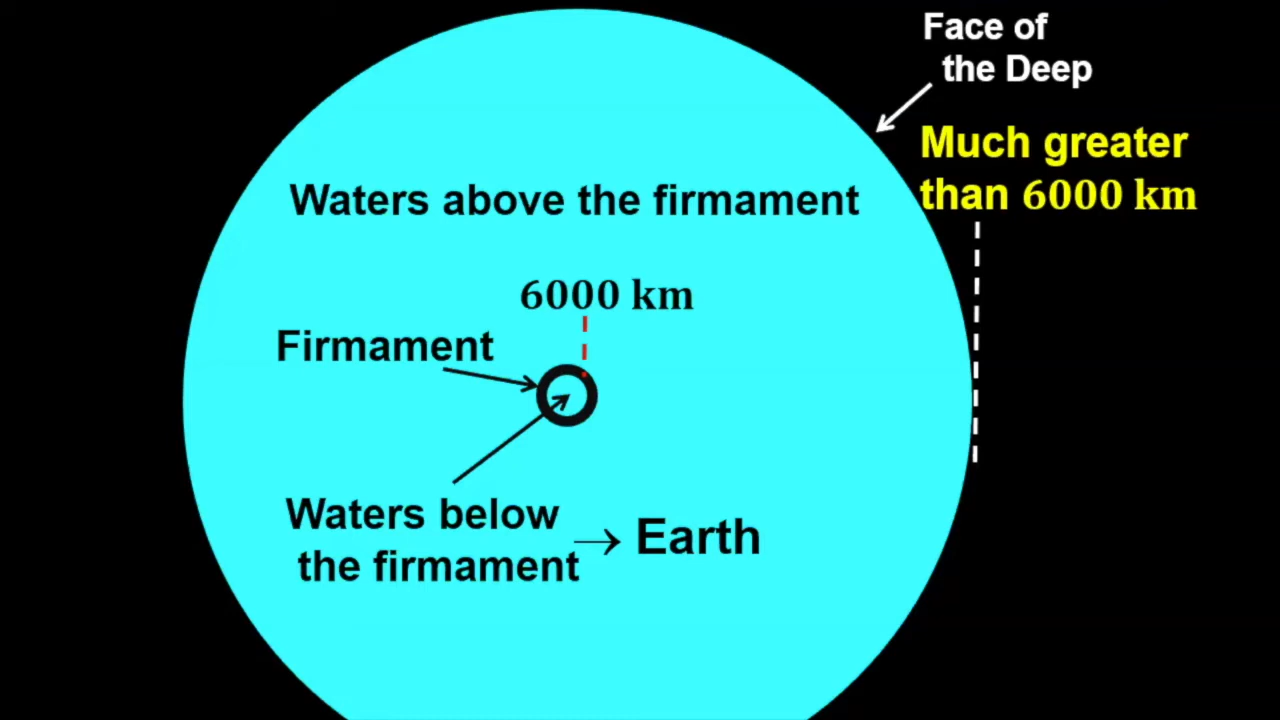 Face of
the Deep
Much greater
than 6000 km
Waters above the firmament
6000 km
Firmament
Waters below
the firmament
→ Earth